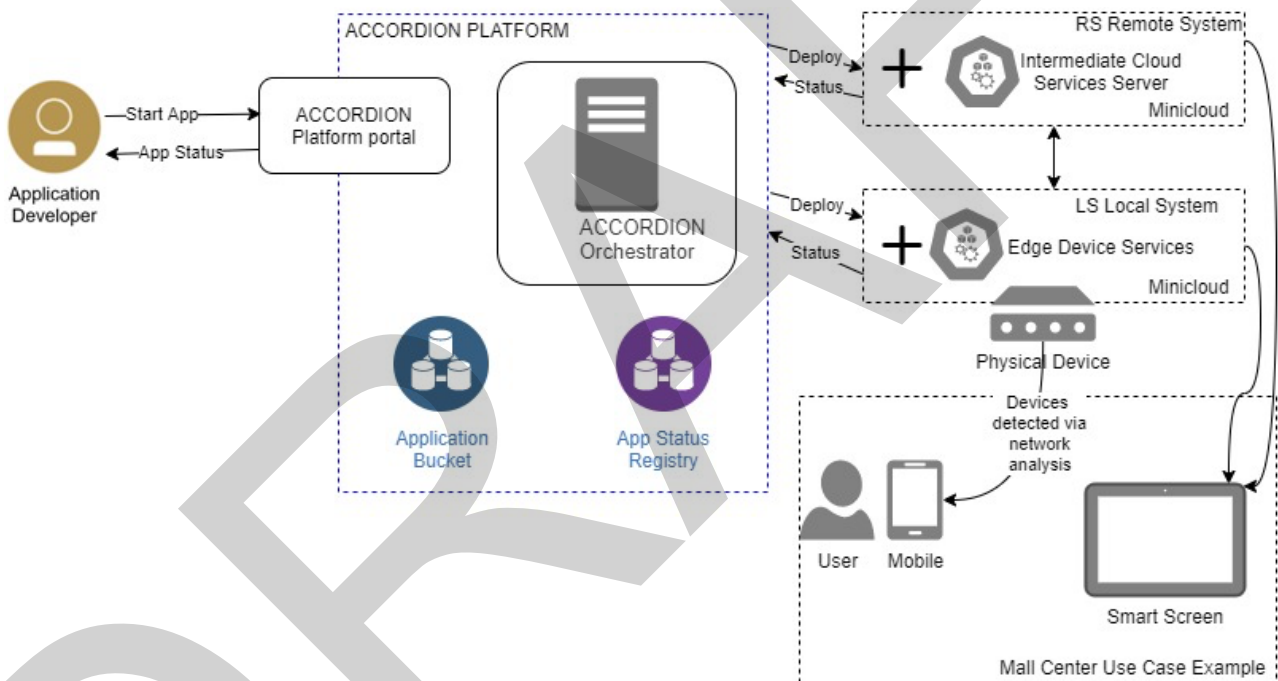 ACCORDION PLATFORM
RS Remote System
Deploy
Status
Intermediate Cloud
Services Server
Minicloud
Start App
App Status
ACCORDION
Platform portal
Application
Developer
ACCORDION
Orchestrator
Deploy
Status
LS Local System
Edge Device Services
Minicloud
Physical Device
Application
Bucket
App Status
Registry
Devices
detected via
network
analysis
User
Mobile
Smart Screen
Mall Center Use Case Example